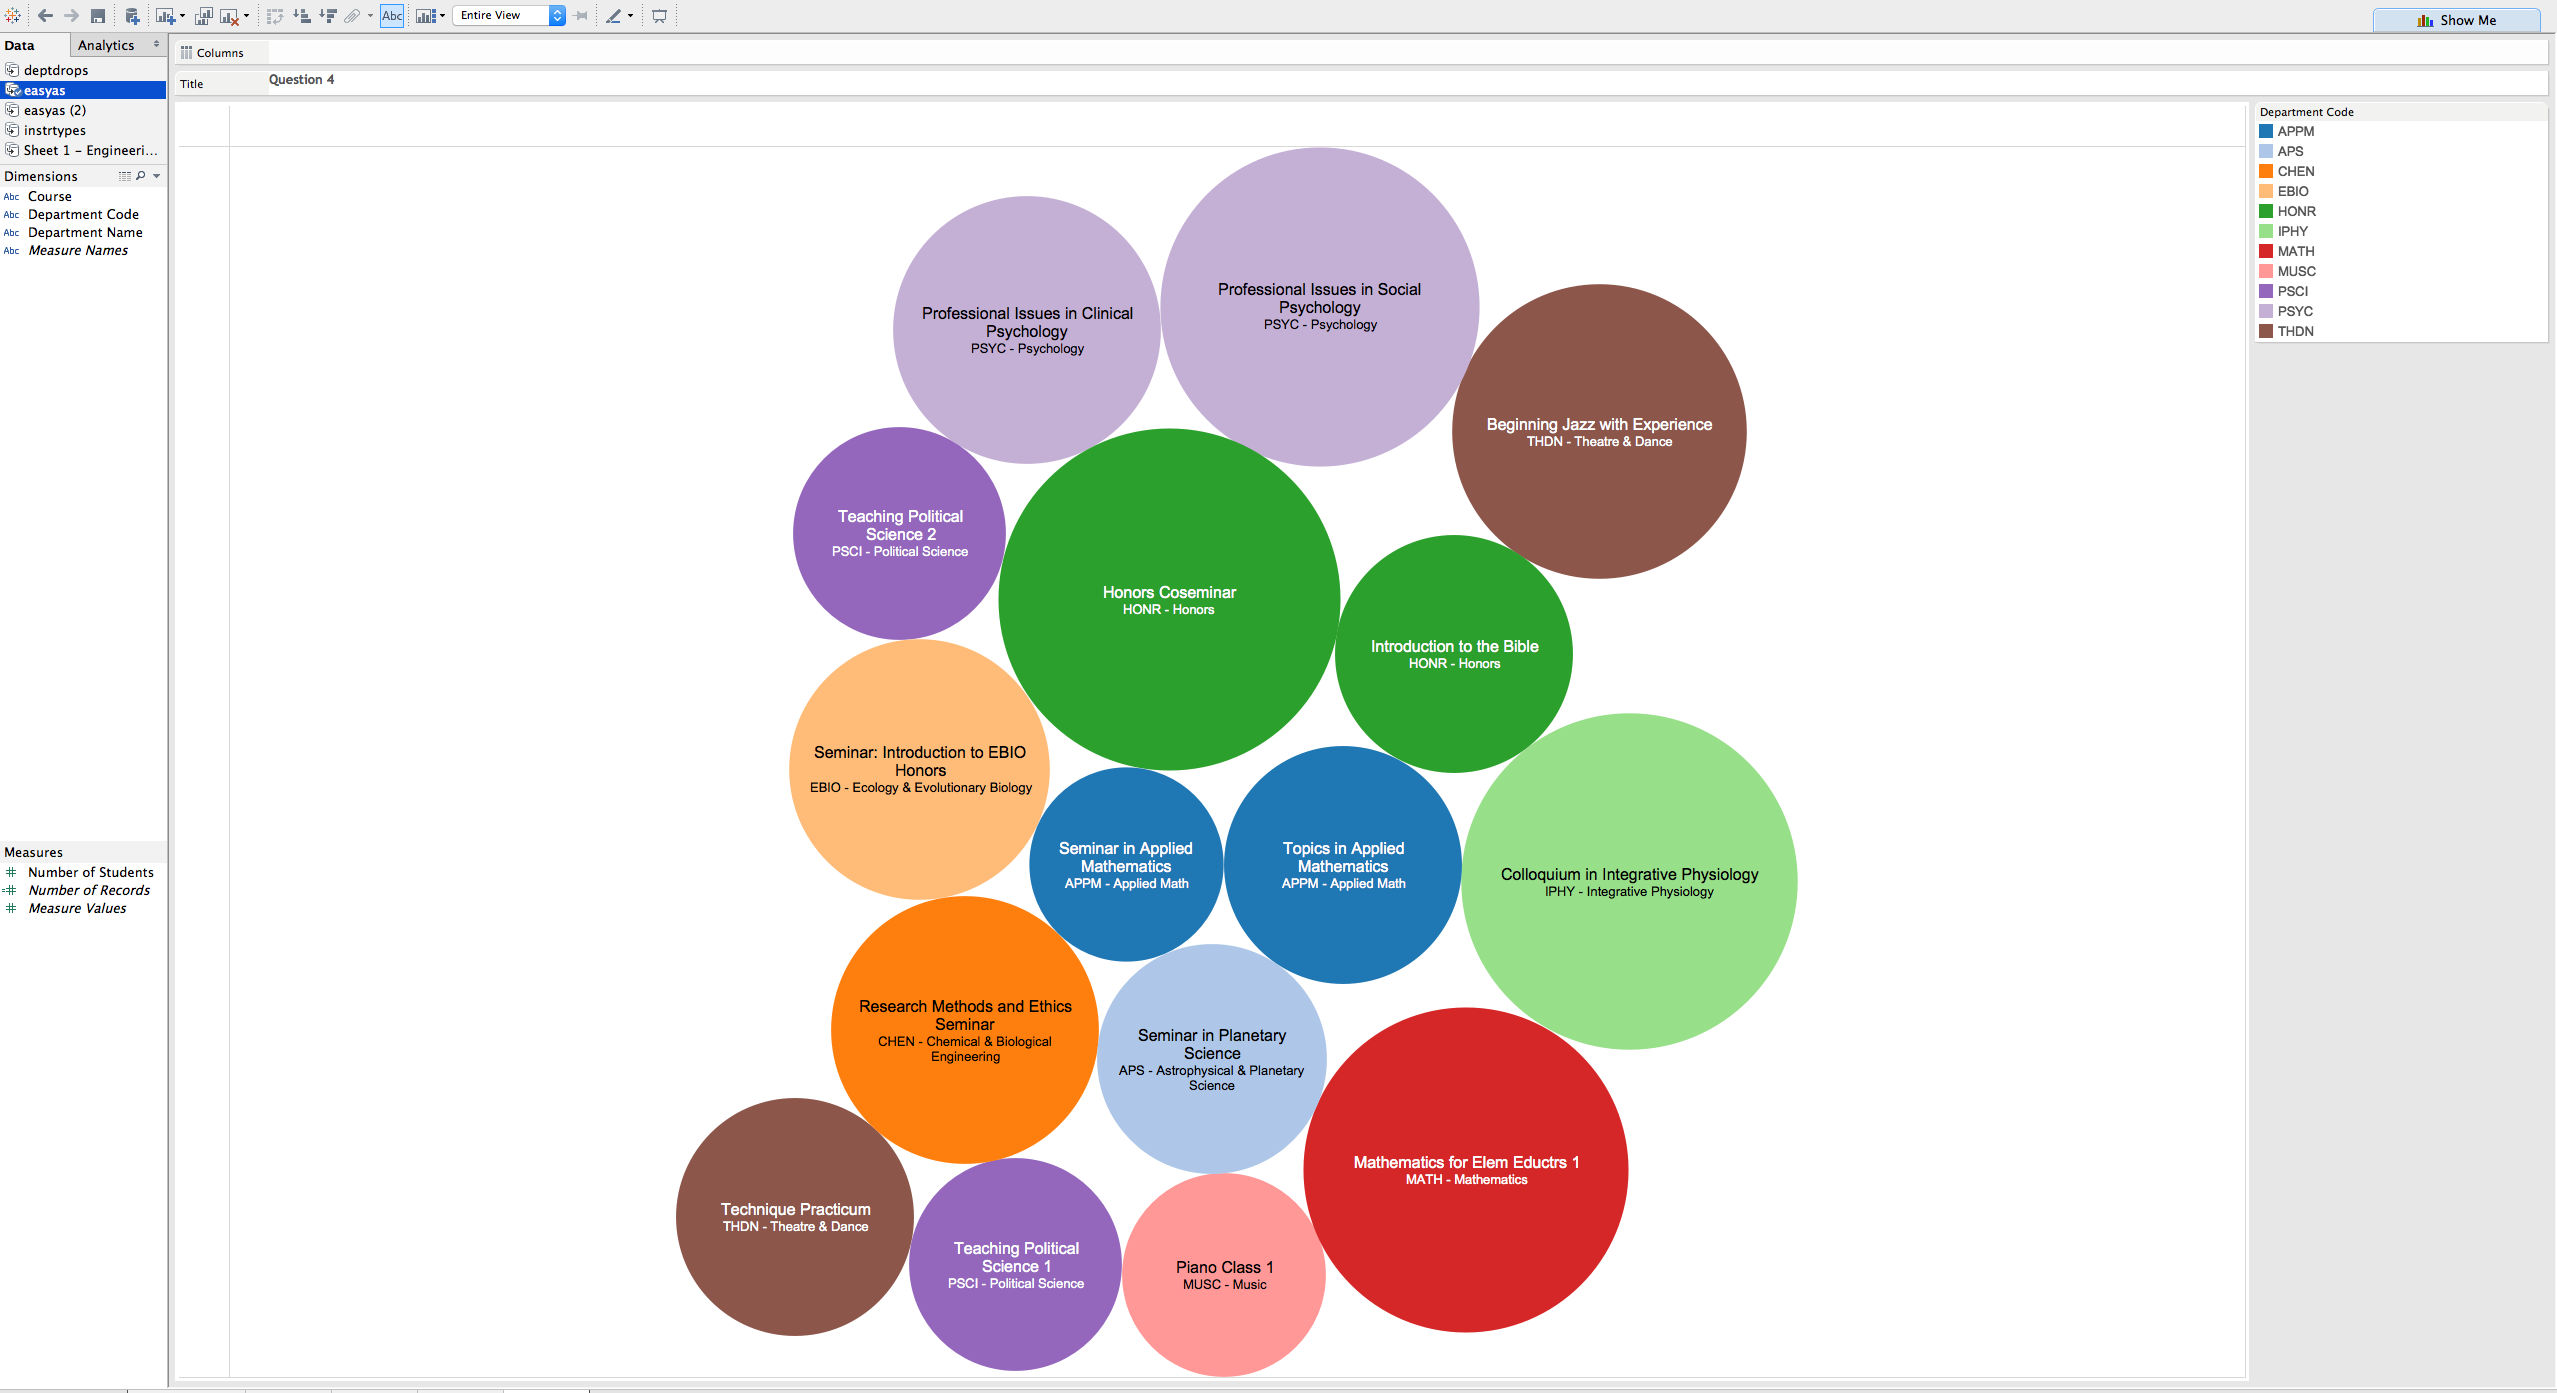 Abc
Entire View
Show Me
Data
Analytics
deptdrops
easyas
easyas (2)
instrtypes
Sheet 1 - Engineeri...
Dimensions
Abc Course
Abc Department Code
Abc Department Name
Abc Measure Names
Measures
Number of Students
Number of Records
Measure Values
Columns
Title
Question 4
Professional Issues in Clinical
Psychology
PSYC - Psychology
Professional Issues in Social
Psychology
PSYC - Psychology
Beginning Jazz with Experience
THDN - Theatre & Dance
Teaching Political
Science 2
PSCI - Political Science
Honors Coseminar
HONR - Honors
Introduction to the Bible
HONR - Honors
Seminar: Introduction to EBIO
Honors
EBIO - Ecology & Evolutionary Biology
Seminar in Applied
Mathematics
APPM - Applied Math
Topics in Applied
Mathematics
APPM - Applied Math
Colloquium in Integrative Physiology
IPHY - Integrative Physiology
Research Methods and Ethics
Seminar
CHEN - Chemical & Biological
Engineering
Seminar in Planetary
Science
APS - Astrophysical & Planetary
Science
Mathematics for Elem Eductrs 1
MATH - Mathematics
Technique Practicum
THDN - Theatre & Dance
Teaching Political
Science 1
PSCI - Political Science
Piano Class 1
MUSC - Music
Department Code
APPM
APS
CHEN
EBIO
HONR
IPHY
MATH
MUSC
PSCI
PSYC
THDN